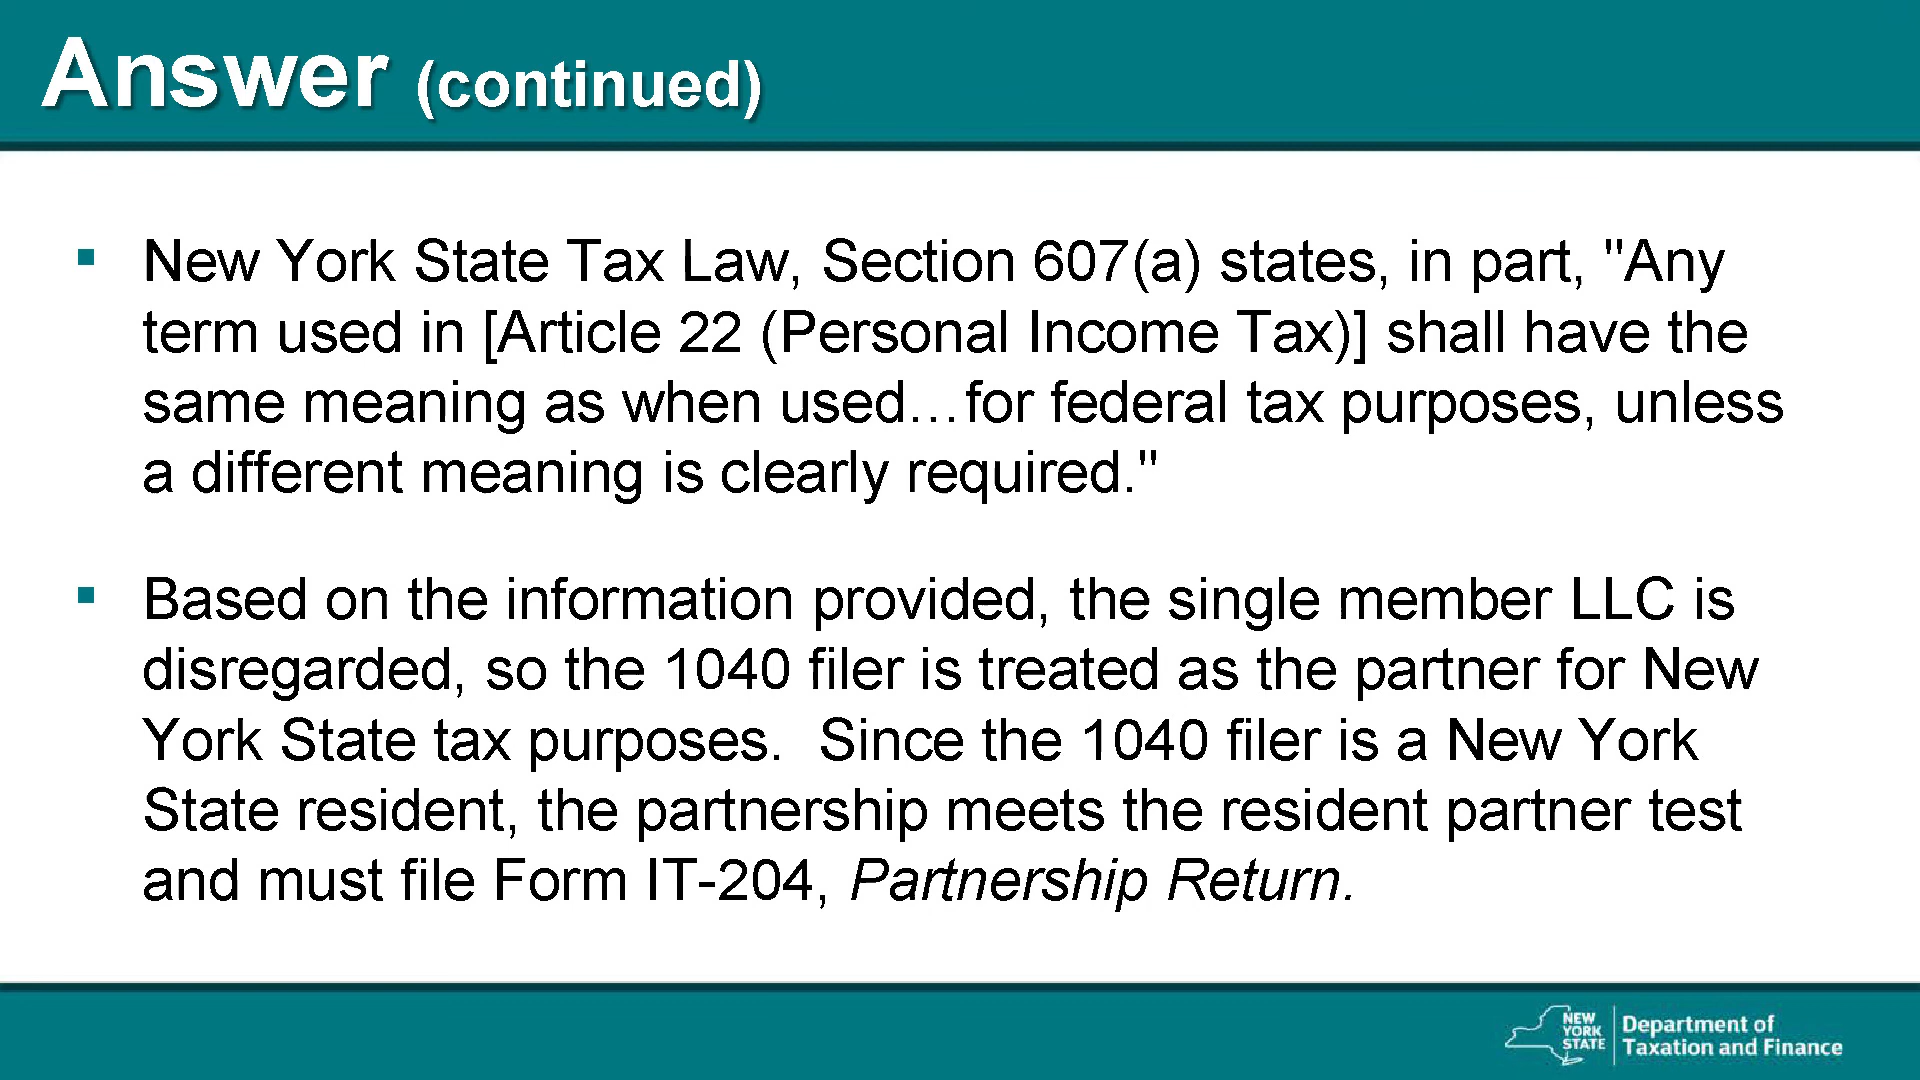 Answer (continued)
▪ New York State Tax Law, Section 607(a) states, in part, "Any
term used in [Article 22 (Personal Income Tax)] shall have the
same meaning as when used…for federal tax purposes, unless
a different meaning is clearly required."
▪ Based on the information provided, the single member LLC is
disregarded, so the 1040 filer is treated as the partner for New
York State tax purposes.  Since the 1040 filer is a New York
State resident, the partnership meets the resident partner test
and must file Form IT-204, Partnership Return.
NEW
YORK
STATE
Department of
Taxation and Finance